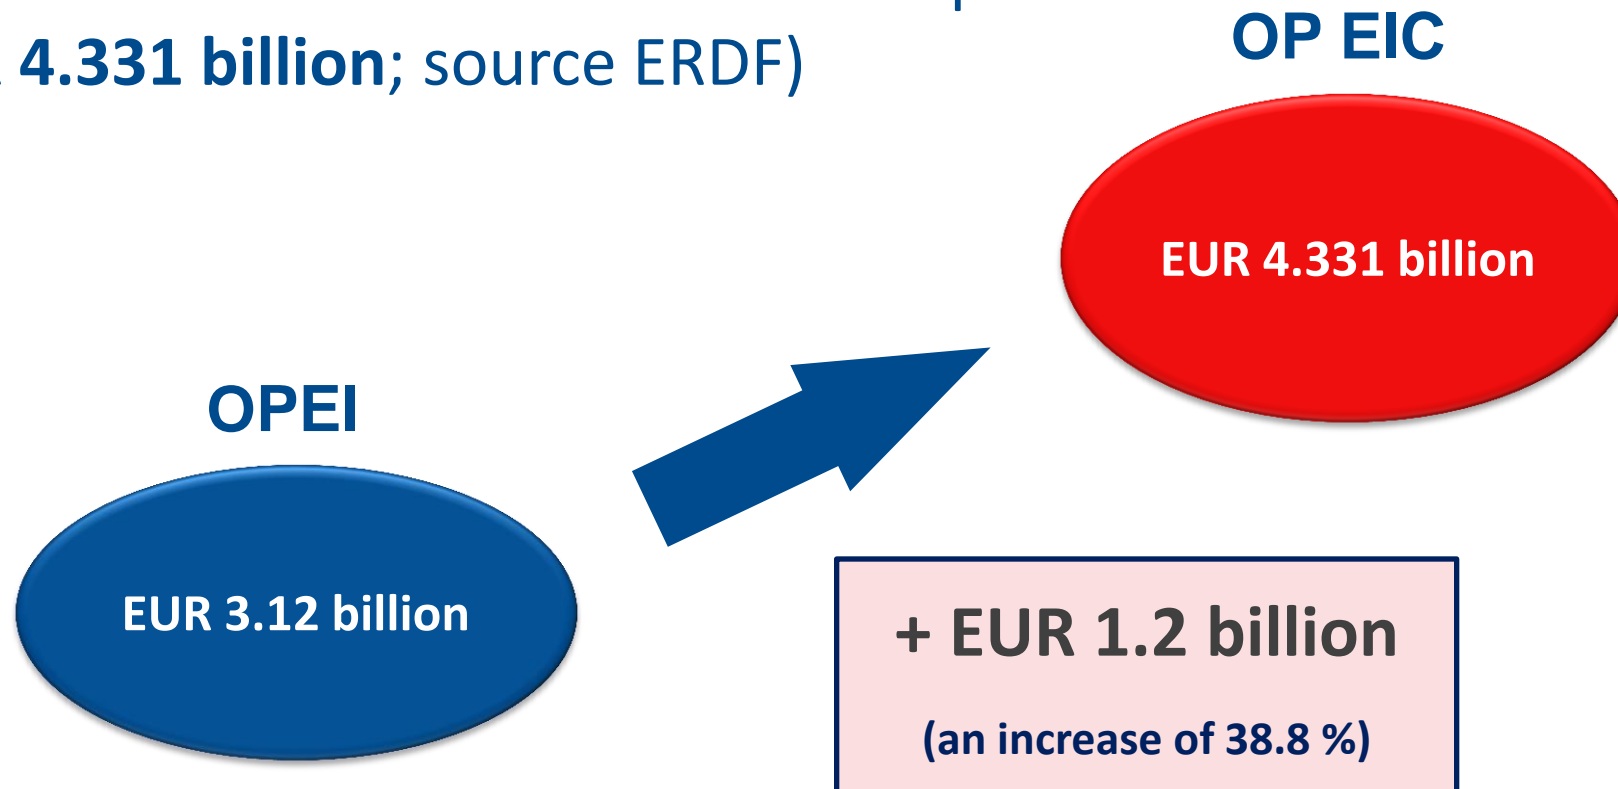 4.331 billion; source ERDF)
OP EIC
EUR 4.331 billion
OPEI
EUR 3.12 billion
+ EUR 1.2 billion
(an increase of 38.8 %)